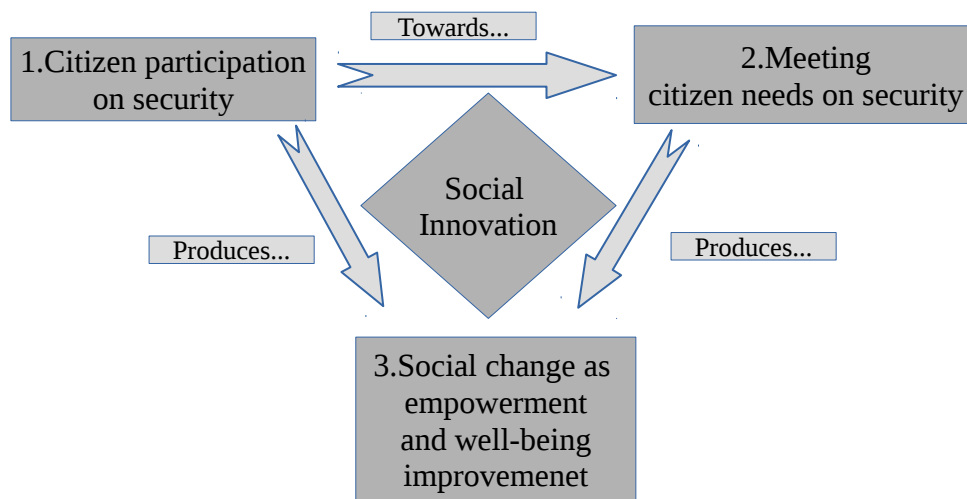 Towards...
1.Citizen participation
on security
2.Meeting
citizen needs on security
Social
Innovation
Produces...
Produces...
3.Social change as
empowerment
and well-being
improvemenet